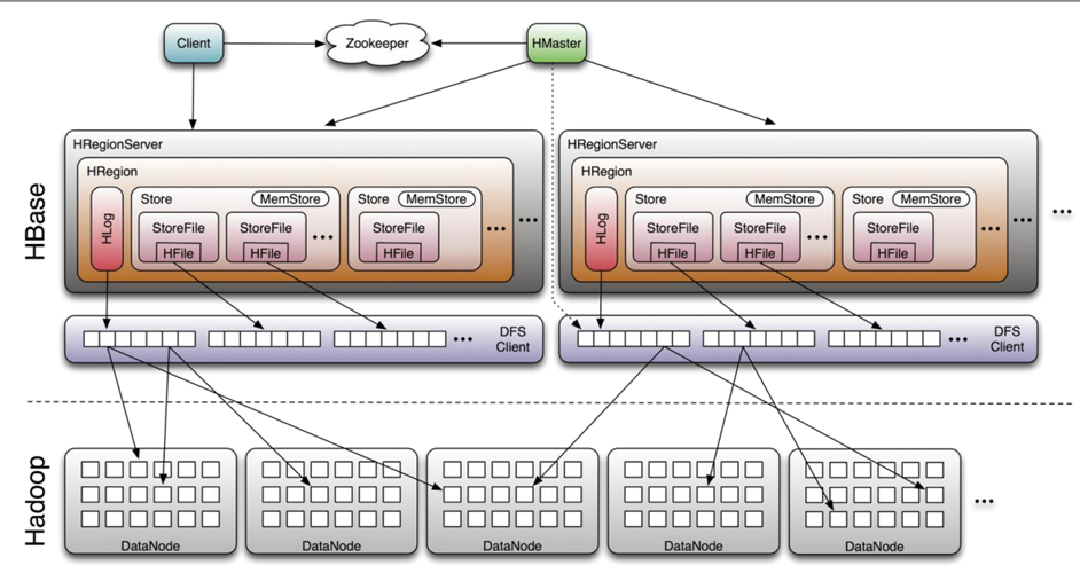 Client
Zookeeper
HMaster
HBase
HRegionServer
HRegion
HLog
Store
MemStore
StoreFile
HFile
StoreFile
HFile
...
Store
MemStore
StoreFile
HFile
...
...
HRegionServer
HRegion
HLog
Store
MemStore
StoreFile
HFile
StoreFile
HFile
...
Store
MemStore
StoreFile
HFile
...
...
...
...
DFS
Client
...
DFS
Client
Hadoop
DataNode
DataNode
DataNode
DataNode
DataNode
...